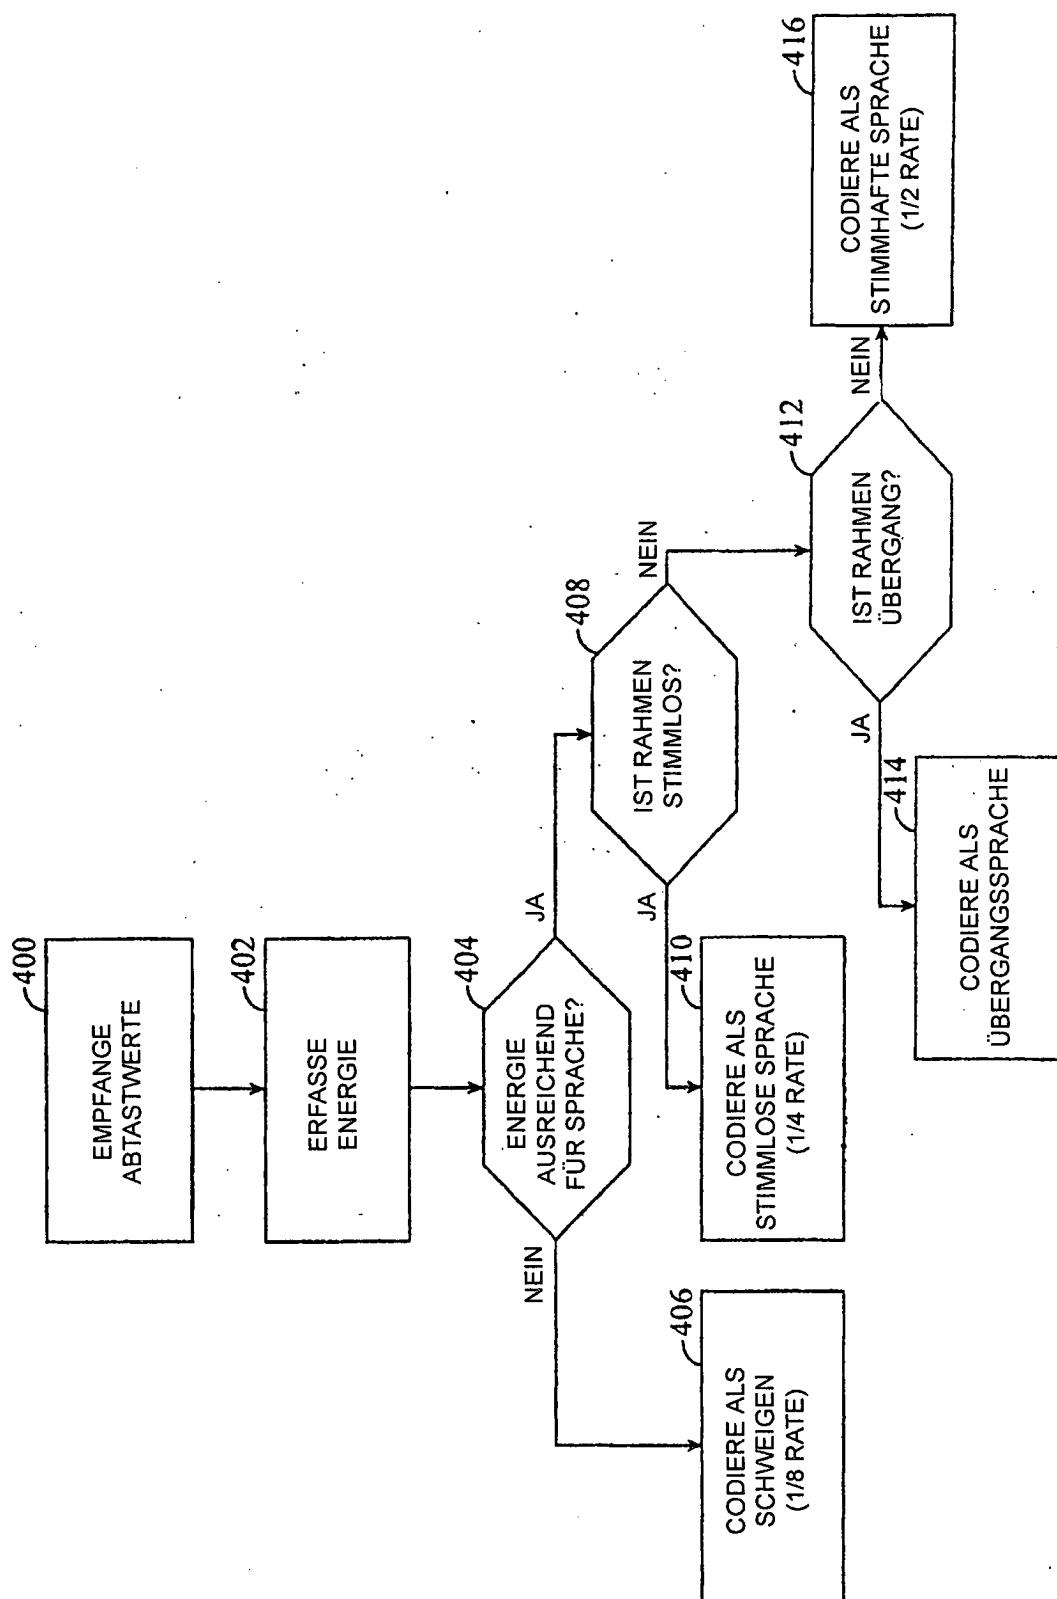 400
EMPFANGE
ABTASTWERTE
402
ERFASSE
ENERGIE
404
ENERGIE
AUSREICHEND
FÜR SPRACHE?
NEIN
JA
406
CODIERE ALS
SCHWEIGEN
(1/8 RATE)
408
IST RAHMEN
STIMMLOS?
JA
NEIN
410
CODIERE ALS
STIMMLOSE SPRACHE
(1/4 RATE)
412
IST RAHMEN
ÜBERGANG?
JA
NEIN
414
CODIERE ALS
ÜBERGANGSSPRACHE
416
CODIERE ALS
STIMMHAFTE SPRACHE
(1/2 RATE)